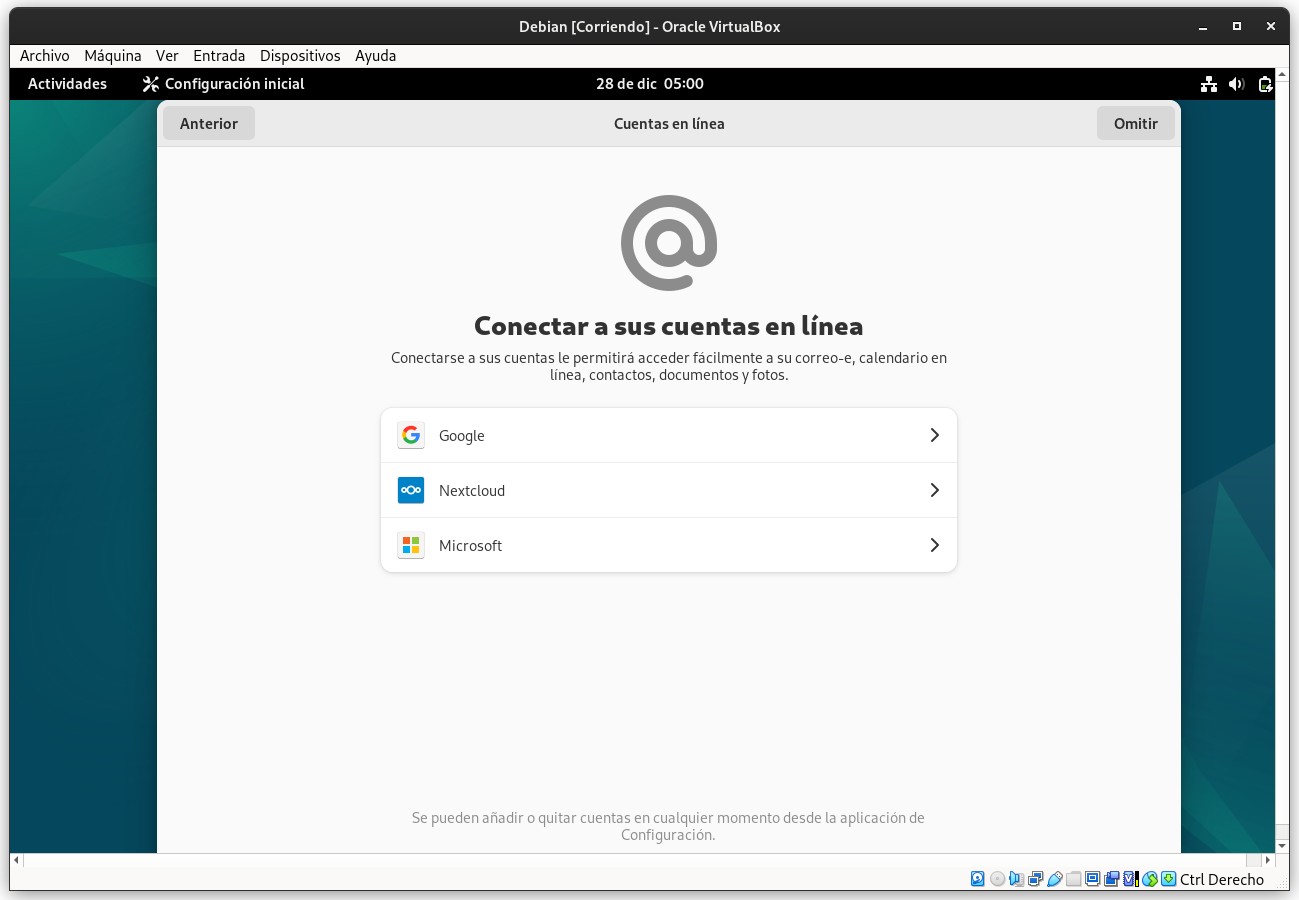 Debian [Corriendo] - Oracle VirtualBox
Archivo Máquina Ver Entrada Dispositivos Ayuda
Actividades Configuración inicial 28 de dic 05:00
Anterior Cuentas en línea Omitir
Conectar a sus cuentas en línea
Conectarse a sus cuentas le permitirá acceder fácilmente a su correo-e, calendario en
línea, contactos, documentos y fotos.
Google
Nextcloud
Microsoft
Se pueden añadir o quitar cuentas en cualquier momento desde la aplicación de
Configuración.
Ctrl Derecho